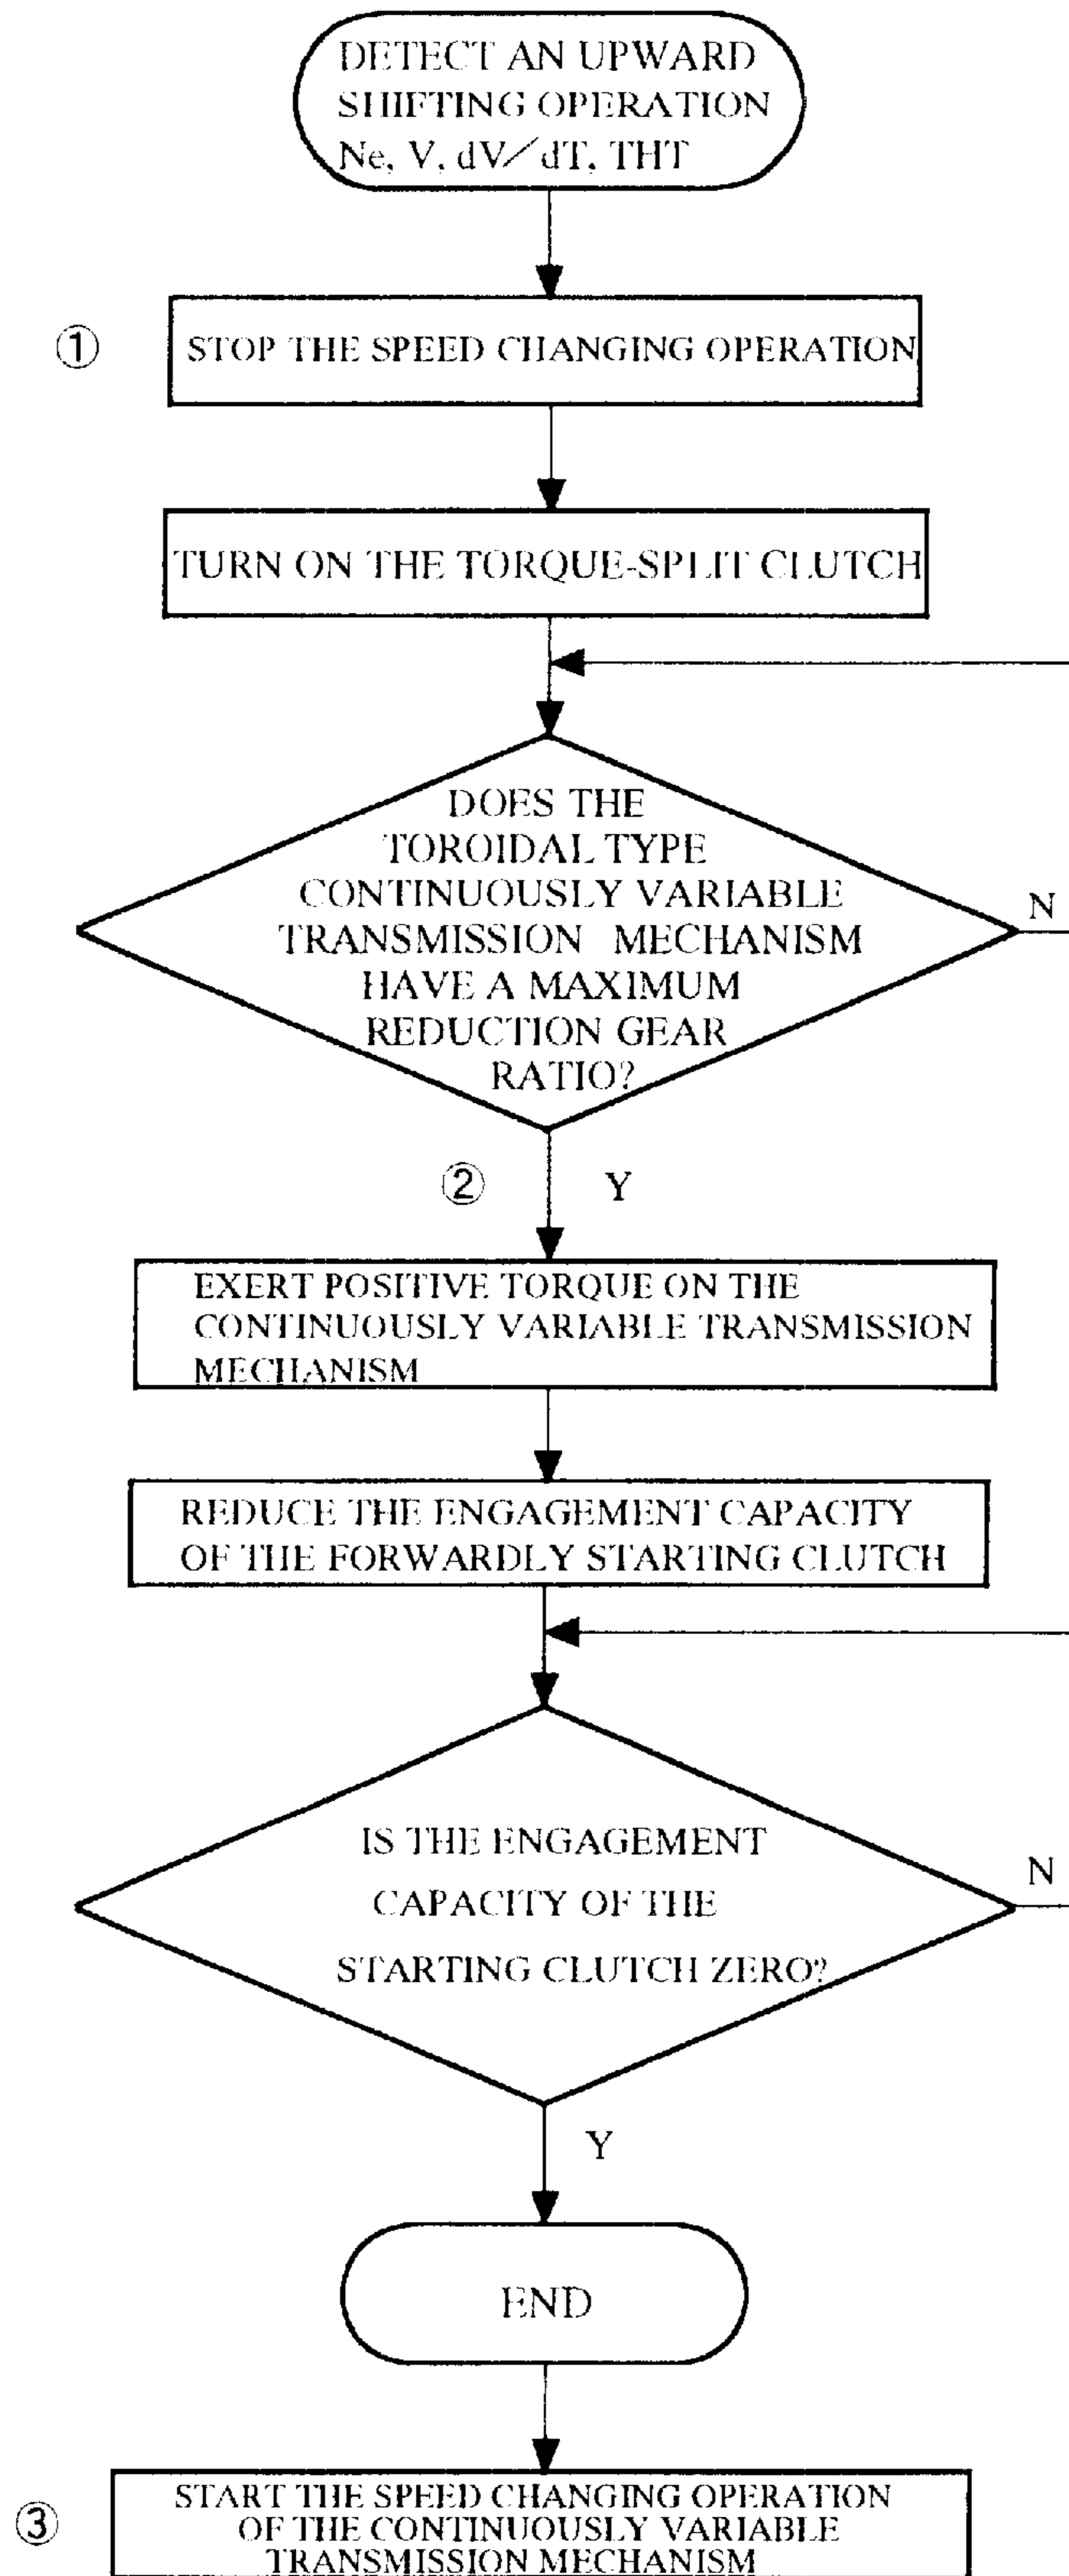 DETECT AN UPWARD
SHIFTING OPERATION
Ne, V, dV/dT, THT
① STOP THE SPEED CHANGING OPERATION
TURN ON THE TORQUE-SPLIT CLUTCH
DOES THE
TOROIDAL TYPE
CONTINUOUSLY VARIABLE
TRANSMISSION MECHANISM
HAVE A MAXIMUM
REDUCTION GEAR
RATIO?
N
② Y
EXERT POSITIVE TORQUE ON THE
CONTINUOUSLY VARIABLE TRANSMISSION
MECHANISM
REDUCE THE ENGAGEMENT CAPACITY
OF THE FORWARDLY STARTING CLUTCH
IS THE ENGAGEMENT
CAPACITY OF THE
STARTING CLUTCH ZERO?
N
Y
END
③ START THE SPEED CHANGING OPERATION
OF THE CONTINUOUSLY VARIABLE
TRANSMISSION MECHANISM